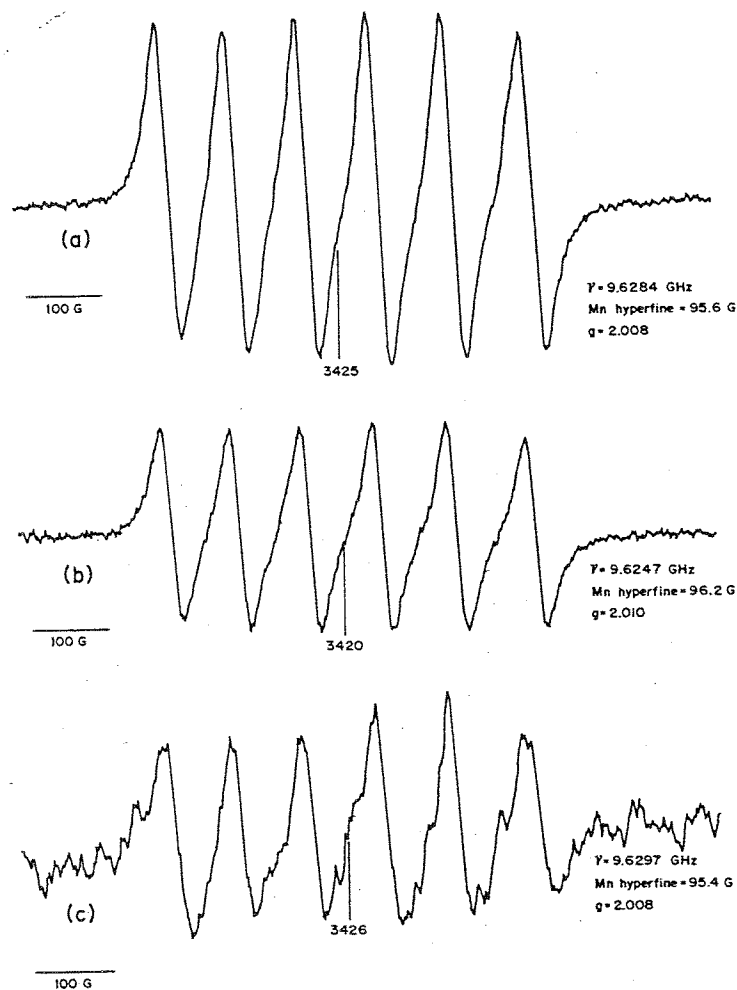 (a)
100 G
3425
𝜈=9.6284 GHz
Mn hyperfine = 95.6 G
g=2.008
(b)
100 G
3420
𝜈=9.6247 GHz
Mn hyperfine = 96.2 G
g=2.010
(c)
100 G
3426
𝜈=9.6297 GHz
Mn hyperfine = 95.4 G
g=2.008